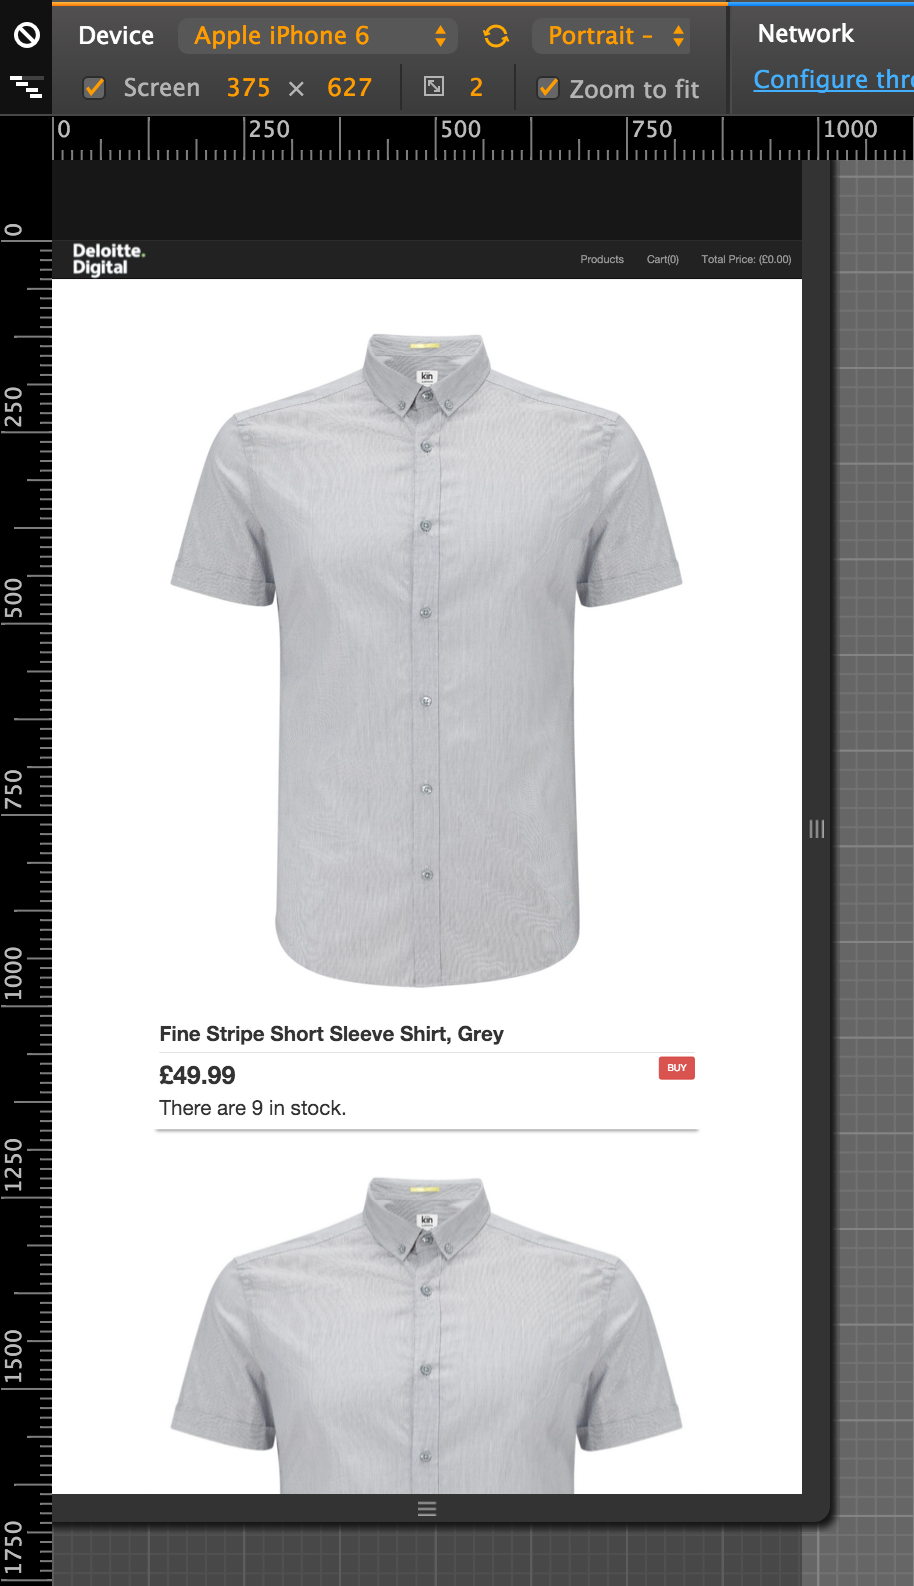 Device Apple iPhone 6 Portrait - Network
Screen 375 × 627 2 Zoom to fit Configure thr
0 250 500 750 1000
0
250
500
750
1000
1250
1500
1750
Deloitte.
Digital
Products Cart(0) Total Price: (£0.00)
kin
Fine Stripe Short Sleeve Shirt, Grey
£49.99 BUY
There are 9 in stock.
kin